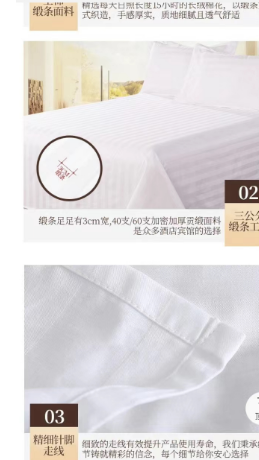 缎条面料
精选每天日照长度15小时的长绒棉花，以缎条
式织造，手感厚实，质地细腻且透气舒适
02
缎条足足有3cm宽,40支/60支加密加厚贡缎面料
是众多酒店宾馆的选择
三公分
缎条工
03
精细针脚
走线
细致的走线有效提升产品使用寿命，我们秉承
节铸就精彩的信念，每个细节给你安心选择